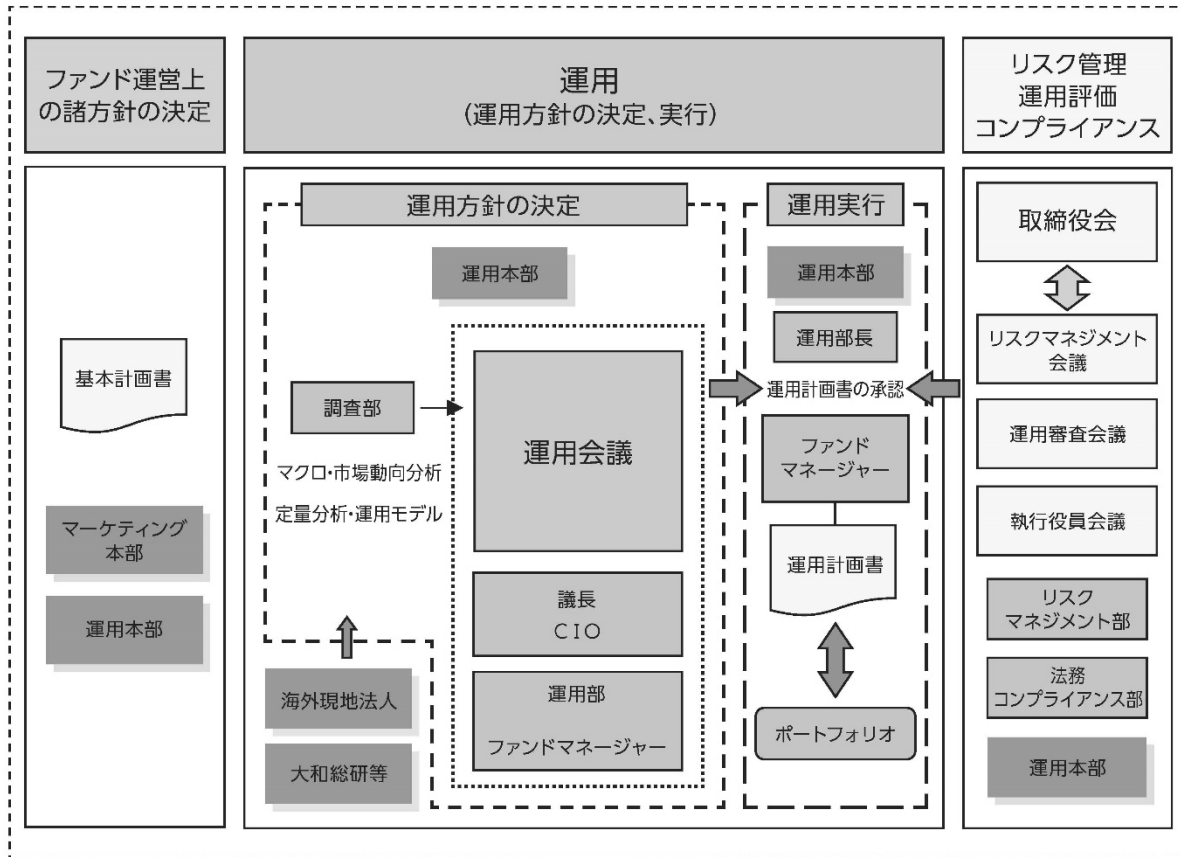 ファンド運営上
の諸方針の決定
基本計画書
マーケティング
本部
運用本部
運用
(運用方針の決定、実行)
運用方針の決定
運用本部
調査部
マクロ・市場動向分析
定量分析・運用モデル
海外現地法人
大和総研等
運用会議
議長
CIO
運用部
ファンドマネージャー
運用実行
運用本部
運用部長
運用計画書の承認
ファンド
マネージャー
運用計画書
ポートフォリオ
リスク管理
運用評価
コンプライアンス
取締役会
リスクマネジメント
会議
運用審査会議
執行役員会議
リスク
マネジメント部
法務
コンプライアンス部
運用本部